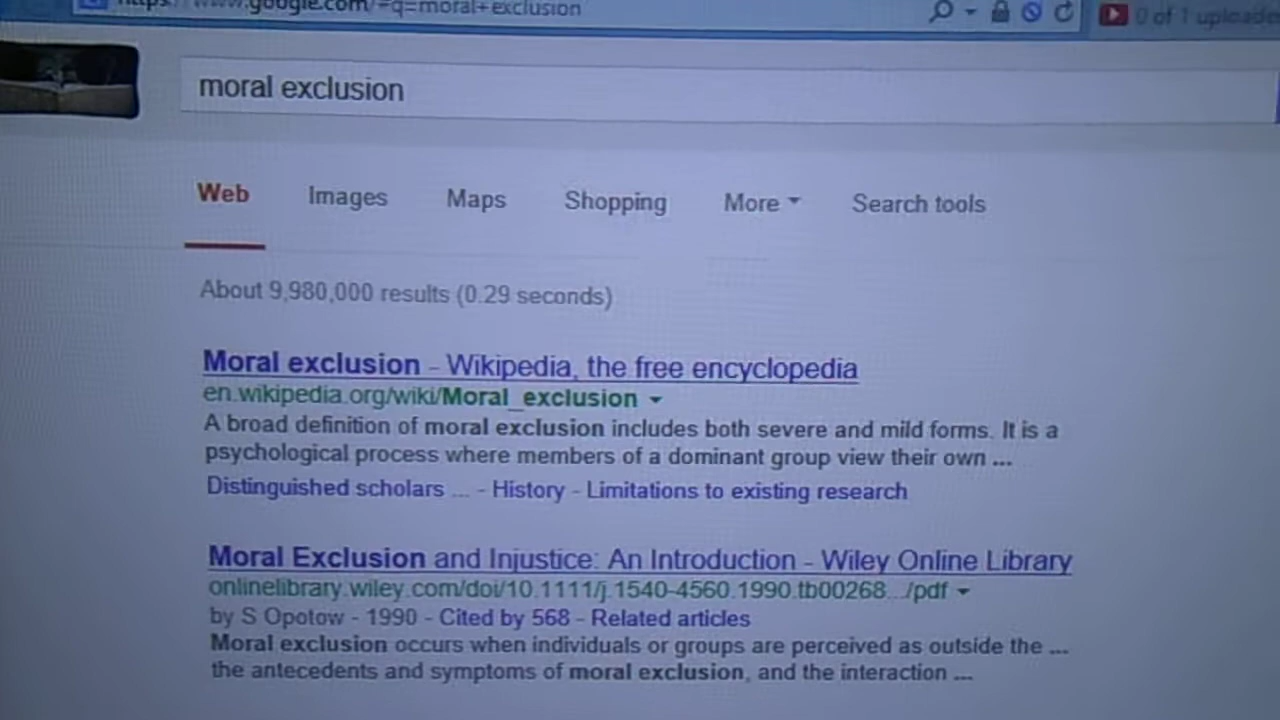 https://www.google.com/#q=moral+exclusion
0 of 1 uploaded
moral exclusion
Web Images Maps Shopping More Search tools
About 9,980,000 results (0.29 seconds)
Moral exclusion - Wikipedia, the free encyclopedia
en.wikipedia.org/wiki/Moral_exclusion
A broad definition of moral exclusion includes both severe and mild forms. It is a
psychological process where members of a dominant group view their own ...
Distinguished scholars ... - History - Limitations to existing research
Moral Exclusion and Injustice: An Introduction - Wiley Online Library
onlinelibrary.wiley.com/doi/10.1111/j.1540-4560.1990.tb00268.../pdf
by S Opotow - 1990 - Cited by 568 - Related articles
Moral exclusion occurs when individuals or groups are perceived as outside the ...
the antecedents and symptoms of moral exclusion, and the interaction ...